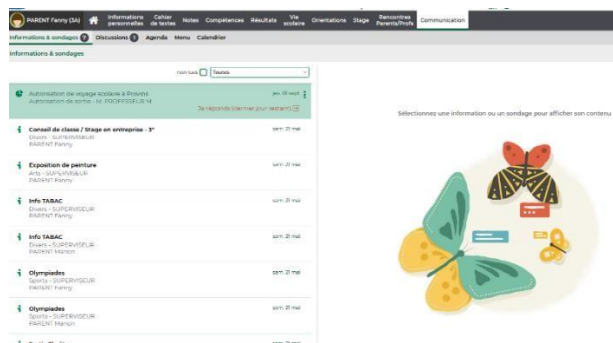 PARENT Fanny (3A) Informations personnelles Cahier de textes Notes Compétences Résultats Vie scolaire Orientations Stage Rencontres Parents/Profs Communication
Informations & sondages Discussions Agenda Menu Calendrier
Informations & sondages
non lus Toutes
Autorisation de voyage scolaire à Provins
Autorisation de sortie - M. PROFESSEUR M.
Je réponds (dernier jour restant)
Sélectionnez une information ou un sondage pour afficher son contenu
Conseil de classe / Stage en entreprise - 3° sam. 21 mai
Divers - SUPERVISEUR
PARENT Fanny
Exposition de peinture sam. 21 mai
Arts - SUPERVISEUR
PARENT Fanny
Info TABAC sam. 21 mai
Divers - SUPERVISEUR
PARENT Fanny
Info TABAC sam. 21 mai
Divers - SUPERVISEUR
PARENT Manon
Olympiades sam. 21 mai
Sports - SUPERVISEUR
PARENT Fanny
Olympiades sam. 21 mai
Sports - SUPERVISEUR
PARENT Manon